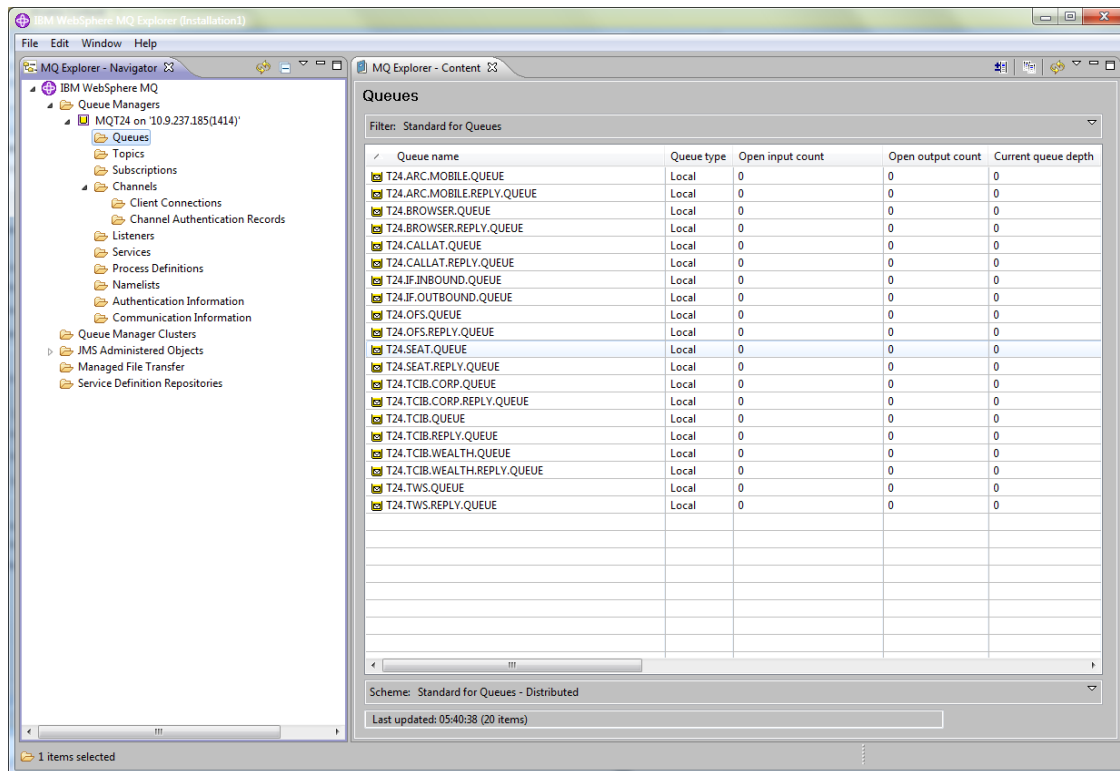 IBM WebSphere MQ Explorer (Installation1)
File Edit Window Help
MQ Explorer - Navigator
IBM WebSphere MQ
Queue Managers
MQT24 on '10.9.237.185(1414)'
Queues
Topics
Subscriptions
Channels
Client Connections
Channel Authentication Records
Listeners
Services
Process Definitions
Namelists
Authentication Information
Communication Information
Queue Manager Clusters
JMS Administered Objects
Managed File Transfer
Service Definition Repositories
MQ Explorer - Content
Queues
Filter: Standard for Queues
Queue name Queue type Open input count Open output count Current queue depth
T24.ARC.MOBILE.QUEUE Local 0 0 0
T24.ARC.MOBILE.REPLY.QUEUE Local 0 0 0
T24.BROWSER.QUEUE Local 0 0 0
T24.BROWSER.REPLY.QUEUE Local 0 0 0
T24.CALLAT.QUEUE Local 0 0 0
T24.CALLAT.REPLY.QUEUE Local 0 0 0
T24.IF.INBOUND.QUEUE Local 0 0 0
T24.IF.OUTBOUND.QUEUE Local 0 0 0
T24.OFS.QUEUE Local 0 0 0
T24.OFS.REPLY.QUEUE Local 0 0 0
T24.SEAT.QUEUE Local 0 0 0
T24.SEAT.REPLY.QUEUE Local 0 0 0
T24.TCIB.CORP.QUEUE Local 0 0 0
T24.TCIB.CORP.REPLY.QUEUE Local 0 0 0
T24.TCIB.QUEUE Local 0 0 0
T24.TCIB.REPLY.QUEUE Local 0 0 0
T24.TCIB.WEALTH.QUEUE Local 0 0 0
T24.TCIB.WEALTH.REPLY.QUEUE Local 0 0 0
T24.TWS.QUEUE Local 0 0 0
T24.TWS.REPLY.QUEUE Local 0 0 0
Scheme: Standard for Queues - Distributed
Last updated: 05:40:38 (20 items)
1 items selected